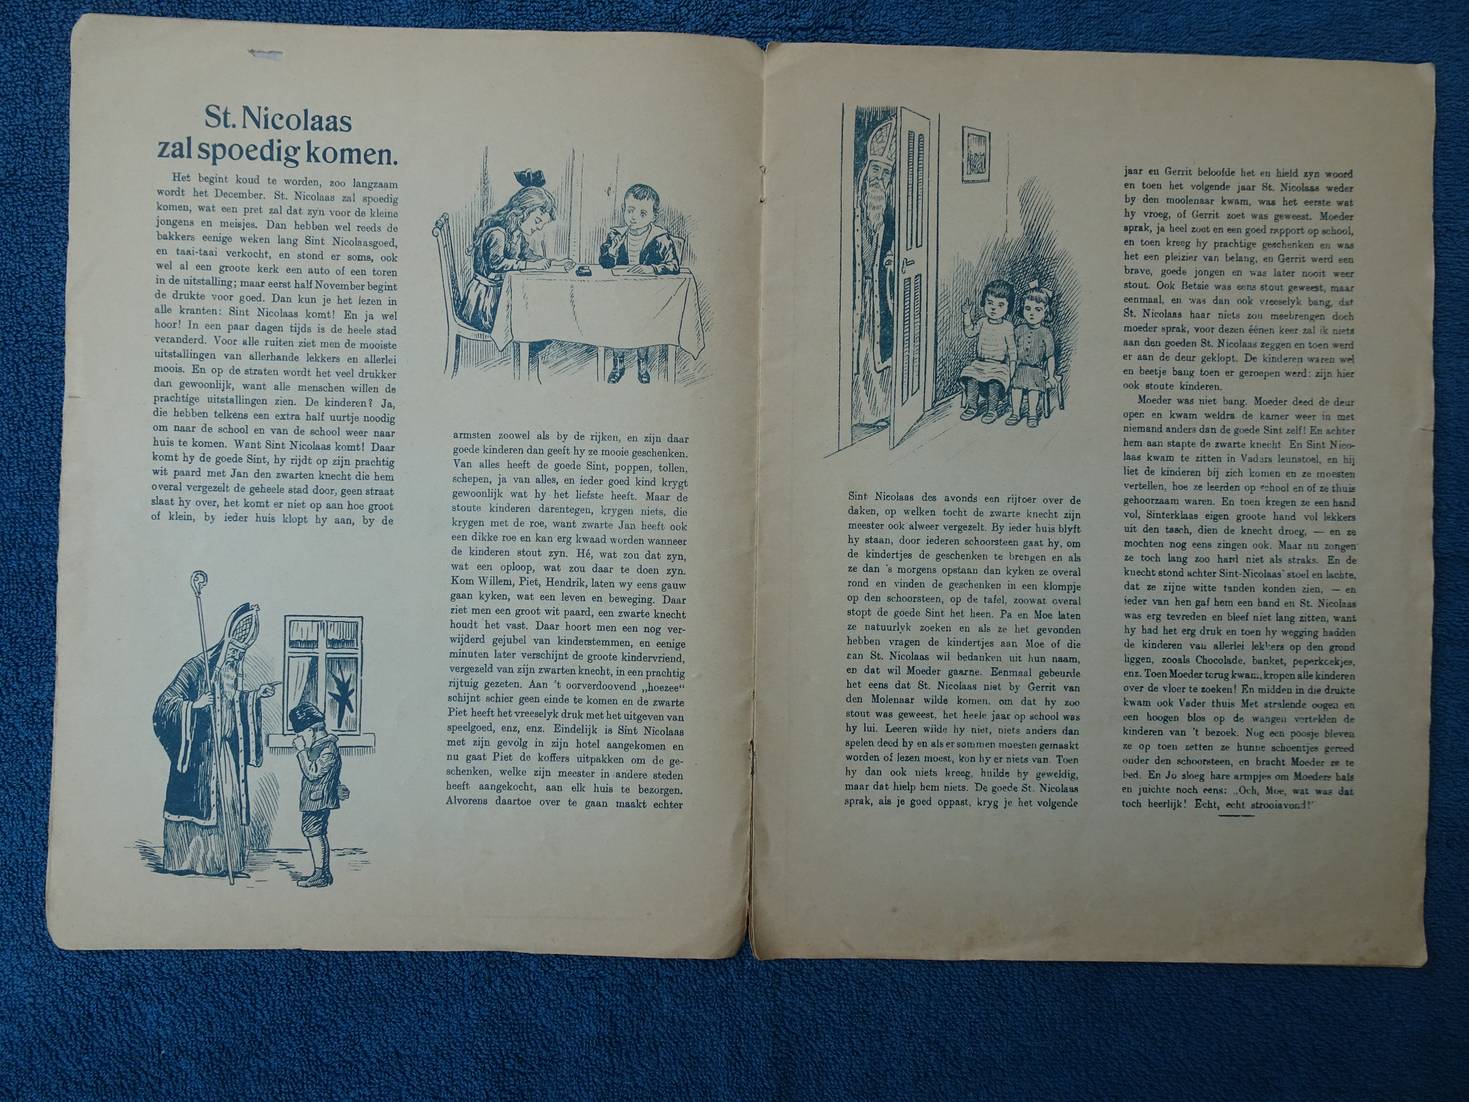 St. Nicolaas
zal spoedig komen.
Het begint koud te worden, zoo langzaam
wordt het December. St. Nicolaas zal spoedig
komen, wat een pret zal dat zyn voor de kleine
jongens en meisjes. Dan hebben wel reeds de
bakkers eenige weken lang Sint Nicolaasgoed,
en taai-taai verkocht, en stond er soms, ook
wel al een groote kerk een auto of een toren
in de uitstalling; maar eerst half November begint
de drukte voor goed. Dan kun je het lezen in
alle kranten: Sint Nicolaas komt! En ja wel
hoor! In een paar dagen tijds is de heele stad
veranderd. Voor alle ruiten ziet men de mooiste
uitstallingen van allerhande lekkers en allerlei
moois. En op de straten wordt het veel drukker
dan gewoonlijk, want alle menschen willen de
prachtige uitstallingen zien. De kinderen? Ja,
die hebben telkens een extra half uurtje noodig
om naar de school en van de school weer naar
huis te komen. Want Sint Nicolaas komt! Daar
komt hy de goede Sint, hy rijdt op zijn prachtig
wit paard met Jan den zwarten knecht die hem
overal vergezelt de geheele stad door, geen straat
slaat hy over, het komt er niet op aan hoe groot
of klein, by ieder huis klopt hy aan, by de
armsten zoowel als by de rijken, en zijn daar
goede kinderen dan geeft hy ze mooie geschenken.
Van alles heeft de goede Sint, poppen, tollen,
schepen, ja van alles, en ieder goed kind krygt
gewoonlijk wat hy het liefste heeft. Maar de
stoute kinderen darentegen, krygen niets, die
krygen met de roe, want zwarte Jan heeft ook
een dikke roe en kan erg kwaad worden wanneer
de kinderen stout zyn. Hé, wat zou dat zyn,
wat een oploop, wat zou daar te doen zyn.
Kom Willem, Piet, Hendrik, laten wy eens gauw
gaan kyken, wat een leven en beweging. Daar
ziet men een groot wit paard, een zwarte knecht
houdt het vast. Daar hoort men een nog ver-
wijderd gejubel van kinderstemmen, en eenige
minuten later verschijnt de groote kindervriend,
vergezeld van zijn zwarten knecht, in een prachtig
rijtuig gezeten. Aan 't oorverdoovend „hoezee“
schijnt schier geen einde te komen en de zwarte
Piet heeft het vreeselyk druk met het uitgeven van
speelgoed, enz, enz. Eindelijk is Sint Nicolaas
met zijn gevolg in zijn hotel aangekomen en
nu gaat Piet de koffers uitpakken om de ge-
schenken, welke zijn meester in andere steden
heeft aangekocht, aan elk huis te bezorgen.
Alvorens daartoe over te gaan maakt echter
Sint Nicolaas des avonds een rijtoer over de
daken, op welken tocht de zwarte knecht zijn
meester ook alweer vergezelt. By ieder huis blyft
hy staan, door iederen schoorsteen gaat hy, om
de kindertjes de geschenken te brengen en als
ze dan 's morgens opstaan dan kyken ze overal
rond en vinden de geschenken in een klompje
op den schoorsteen, op de tafel, zoowat overal
stopt de goede Sint het heen. Pa en Moe laten
ze natuurlyk zoeken en als ze het gevonden
hebben vragen de kindertjes aan Moe of die
aan St. Nicolaas wil bedanken uit hun naam,
en dat wil Moeder gaarne. Eenmaal gebeurde
het eens dat St. Nicolaas niet by Gerrit van
den Molenaar wilde komen, om dat hy zoo
stout was geweest, het heele jaar op school was
hy lui. Leeren wilde hy niet, niets anders dan
spelen deed hy en als er sommen moesten gemaakt
worden of lezen moest, kon hy er niets van. Toen
hy dan ook niets kreeg, huilde hy geweldig,
maar dat hielp hem niets. De goede St. Nicolaas
sprak, als je goed oppast, kryg je het volgende
jaar en Gerrit beloofde het en hield zyn woord
en toen het volgende jaar St. Nicolaas weder
by den moolenaar kwam, was het eerste wat
hy vroeg, of Gerrit zoet was geweest. Moeder
sprak, ja heel zoet en een goed rapport op school,
en toen kreeg hy prachtige geschenken en was
het een pleizier van belang, en Gerrit werd een
brave, goede jongen en was later nooit weer
stout. Ook Betsie was eens stout geweest, maar
eenmaal, en was dan ook vreeselyk bang, dat
St. Nicolaas haar niets zou meebrengen doch
moeder sprak, voor dezen éénen keer zal ik niets
aan den goeden St. Nicolaas zeggen en toen werd
er aan de deur geklopt. De kinderen waren wel
en beetje bang toen er geroepen werd: zijn hier
ook stoute kinderen.
Moeder was niet bang. Moeder deed de deur
open en kwam weldra de kamer weer in met
niemand anders dan de goede Sint zelf! En achter
hem aan stapte de zwarte knecht En Sint Nico-
laas kwam te zitten in Vaders leunstoel, en hij
liet de kinderen bij zich komen en ze moesten
vertellen, hoe ze leerden op school en of ze thuis
gehoorzaam waren. En toen kregen ze een hand
vol, Sinterklaas eigen groote hand vol lekkers
uit den tasch, dien de knecht droeg, — en ze
mochten nog eens zingen ook. Maar nu zongen
ze toch lang zoo hard niet als straks. En de
knecht stond achter Sint-Nicolaas' stoel en lachte,
dat ze zijne witte tanden konden zien, — en
ieder van hen gaf hem een hand en St. Nicolaas
was erg tevreden en bleef niet lang zitten, want
hy had het erg druk en toen hy wegging hadden
de kinderen van allerlei lekkers op den grond
liggen, zooals Chocolade, banket, peperkoekjes,
enz. Toen Moeder terug kwam, kropen alle kinderen
over de vloer te zoeken! En midden in die drukte
kwam ook Vader thuis Met stralende oogen en
een hoogen blos op de wangen vertelden de
kinderen van 't bezoek. Nog een poosje bleven
ze op toen zetten ze hunne schoentjes gereed
onder den schoorsteen, en bracht Moeder ze te
bed. En Jo sloeg hare armpjes om Moeders hals
en juichte noch eens: „Och, Moe, wat was dat
toch heerlijk! Echt, echt strooiavond!“